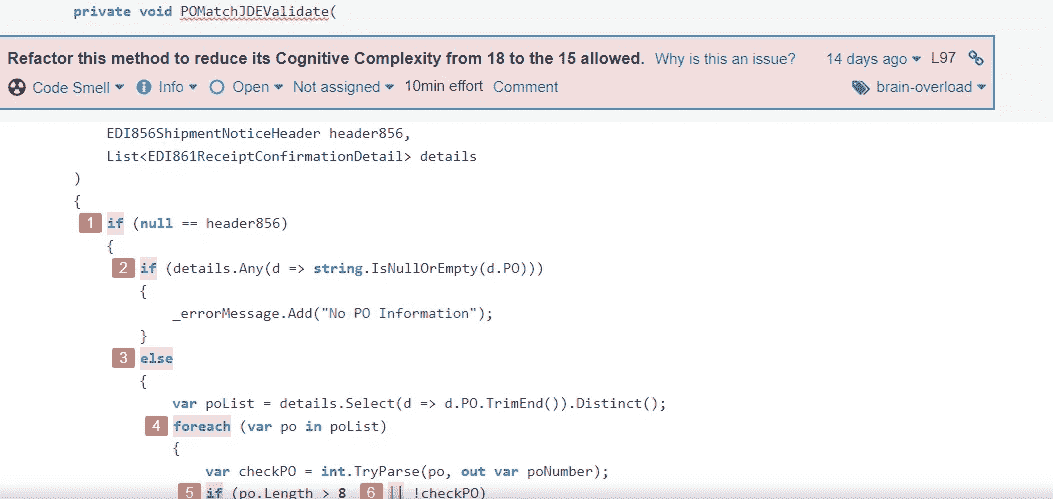 private void POMatchJDEValidate(
Refactor this method to reduce its Cognitive Complexity from 18 to the 15 allowed. Why is this an issue? 14 days ago L97
Code Smell Info Open Not assigned 10min effort Comment brain-overload
EDI856ShipmentNoticeHeader header856,
List<EDI861ReceiptConfirmationDetail> details
)
{
1 if (null == header856)
{
2 if (details.Any(d => string.IsNullOrEmpty(d.PO)))
{
_errorMessage.Add("No PO Information");
}
3 else
{
var poList = details.Select(d => d.PO.TrimEnd()).Distinct();
4 foreach (var po in poList)
{
var checkPO = int.TryParse(po, out var poNumber);
5 if (po.Length > 8 6 || !checkPO)